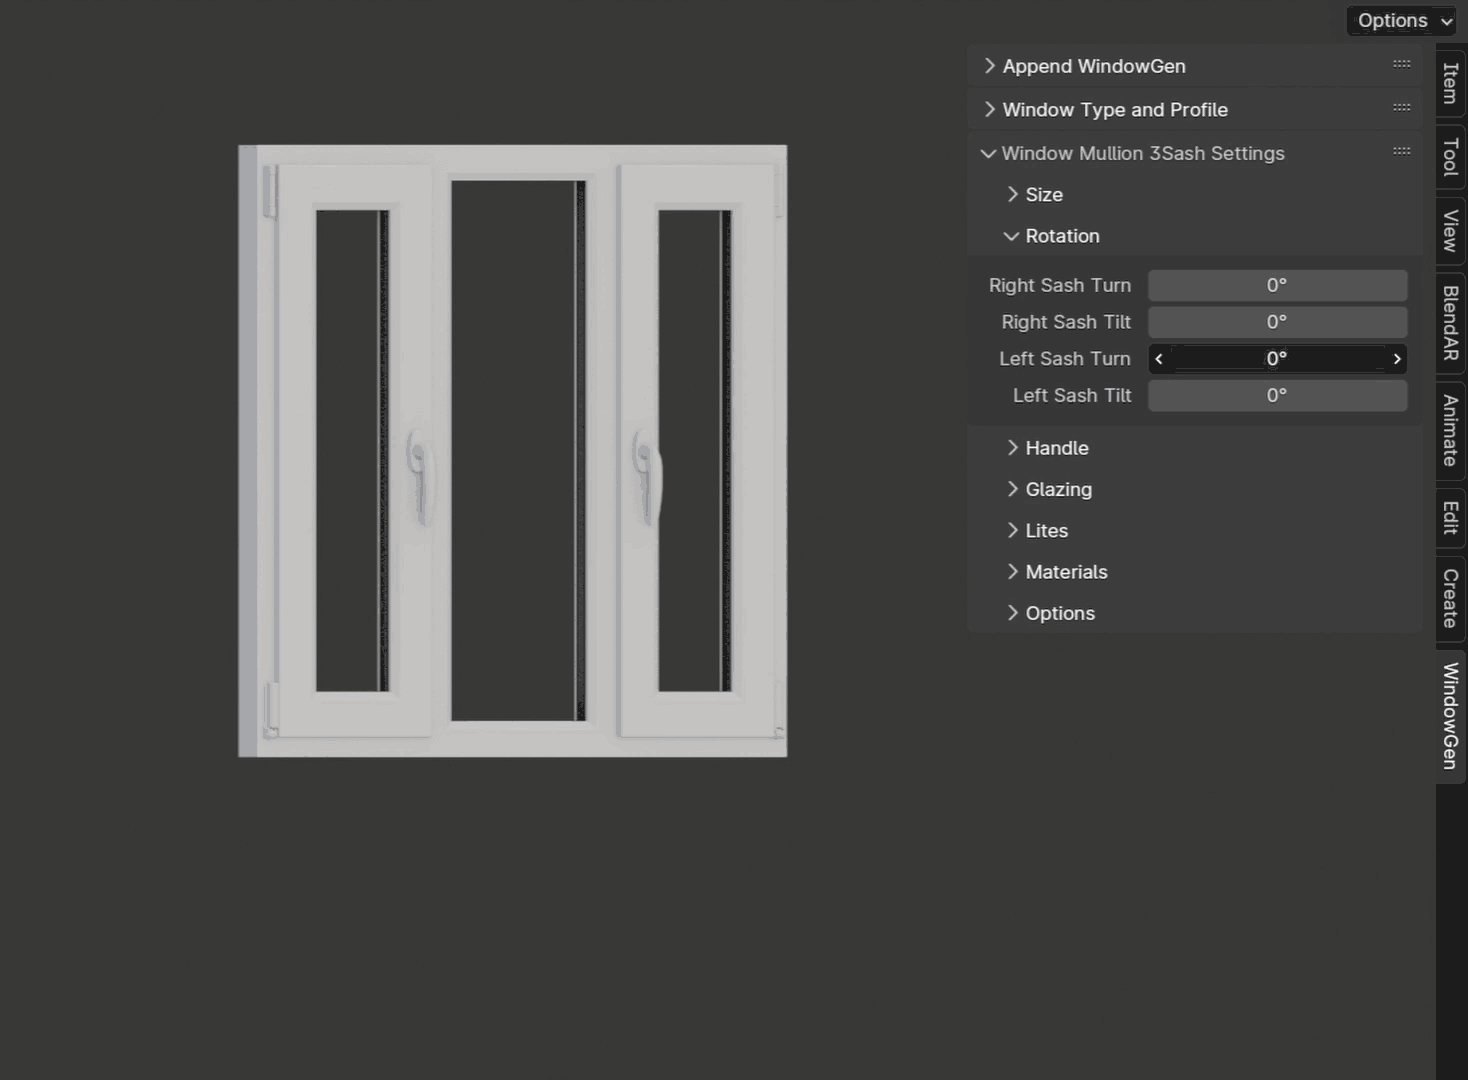 Options
Append WindowGen
Window Type and Profile
Window Mullion 3Sash Settings
Size
Rotation
Right Sash Turn 0°
Right Sash Tilt 0°
Left Sash Turn 0°
Left Sash Tilt 0°
Handle
Glazing
Lites
Materials
Options
Item
Tool
View
BlendAR
Animate
Edit
Create
WindowGen